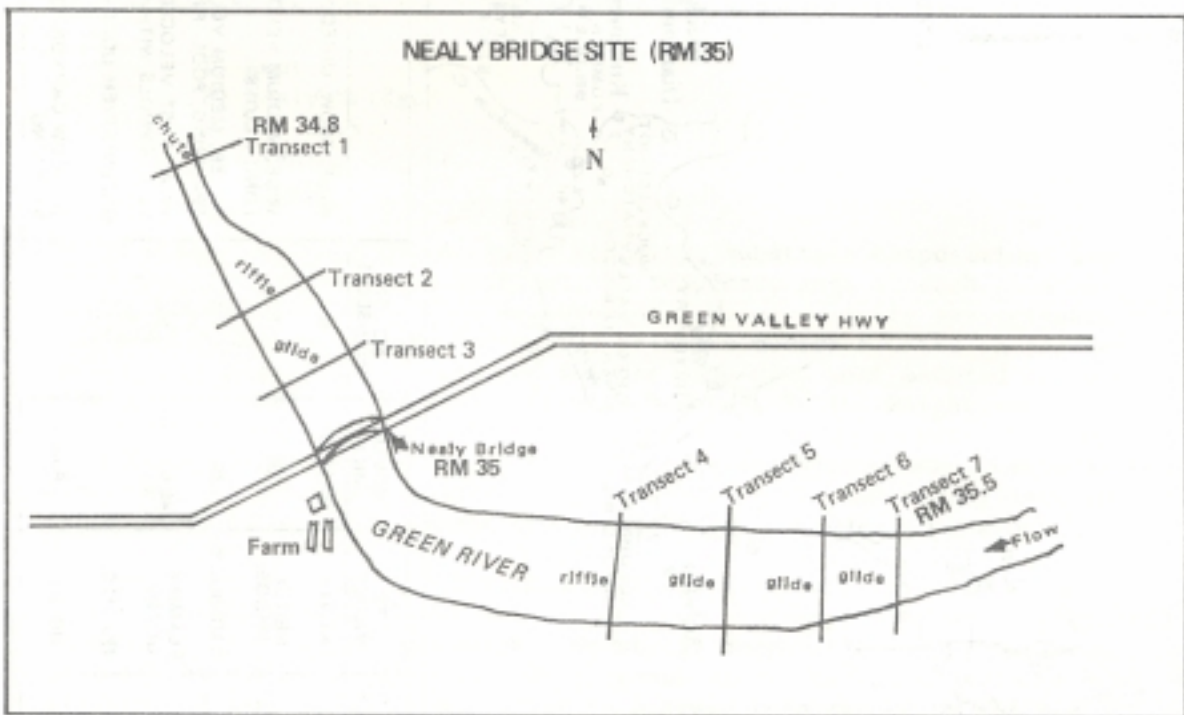 NEALY BRIDGE SITE (RM 35)
chute
RM 34.8
Transect 1
N
riffle
Transect 2
GREEN VALLEY HWY
glide
Transect 3
Nealy Bridge
RM 35
Transect 4
Transect 5
Transect 6
Transect 7
RM 35.5
Farm
GREEN RIVER
Flow
riffle
glide
glide
glide